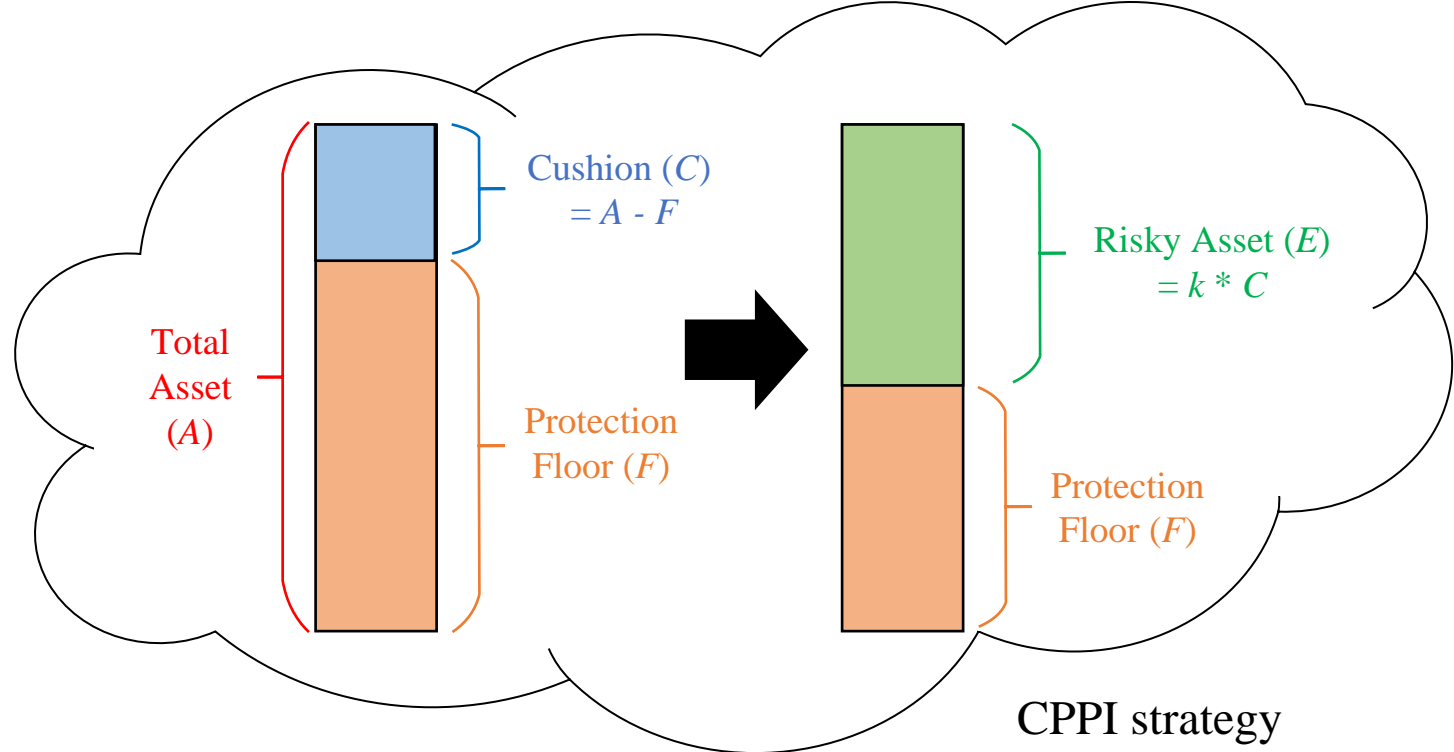 Cushion (C)
= A - F
Total
Asset
(A)
Protection
Floor (F)
Risky Asset (E)
= k * C
Protection
Floor (F)
CPPI strategy